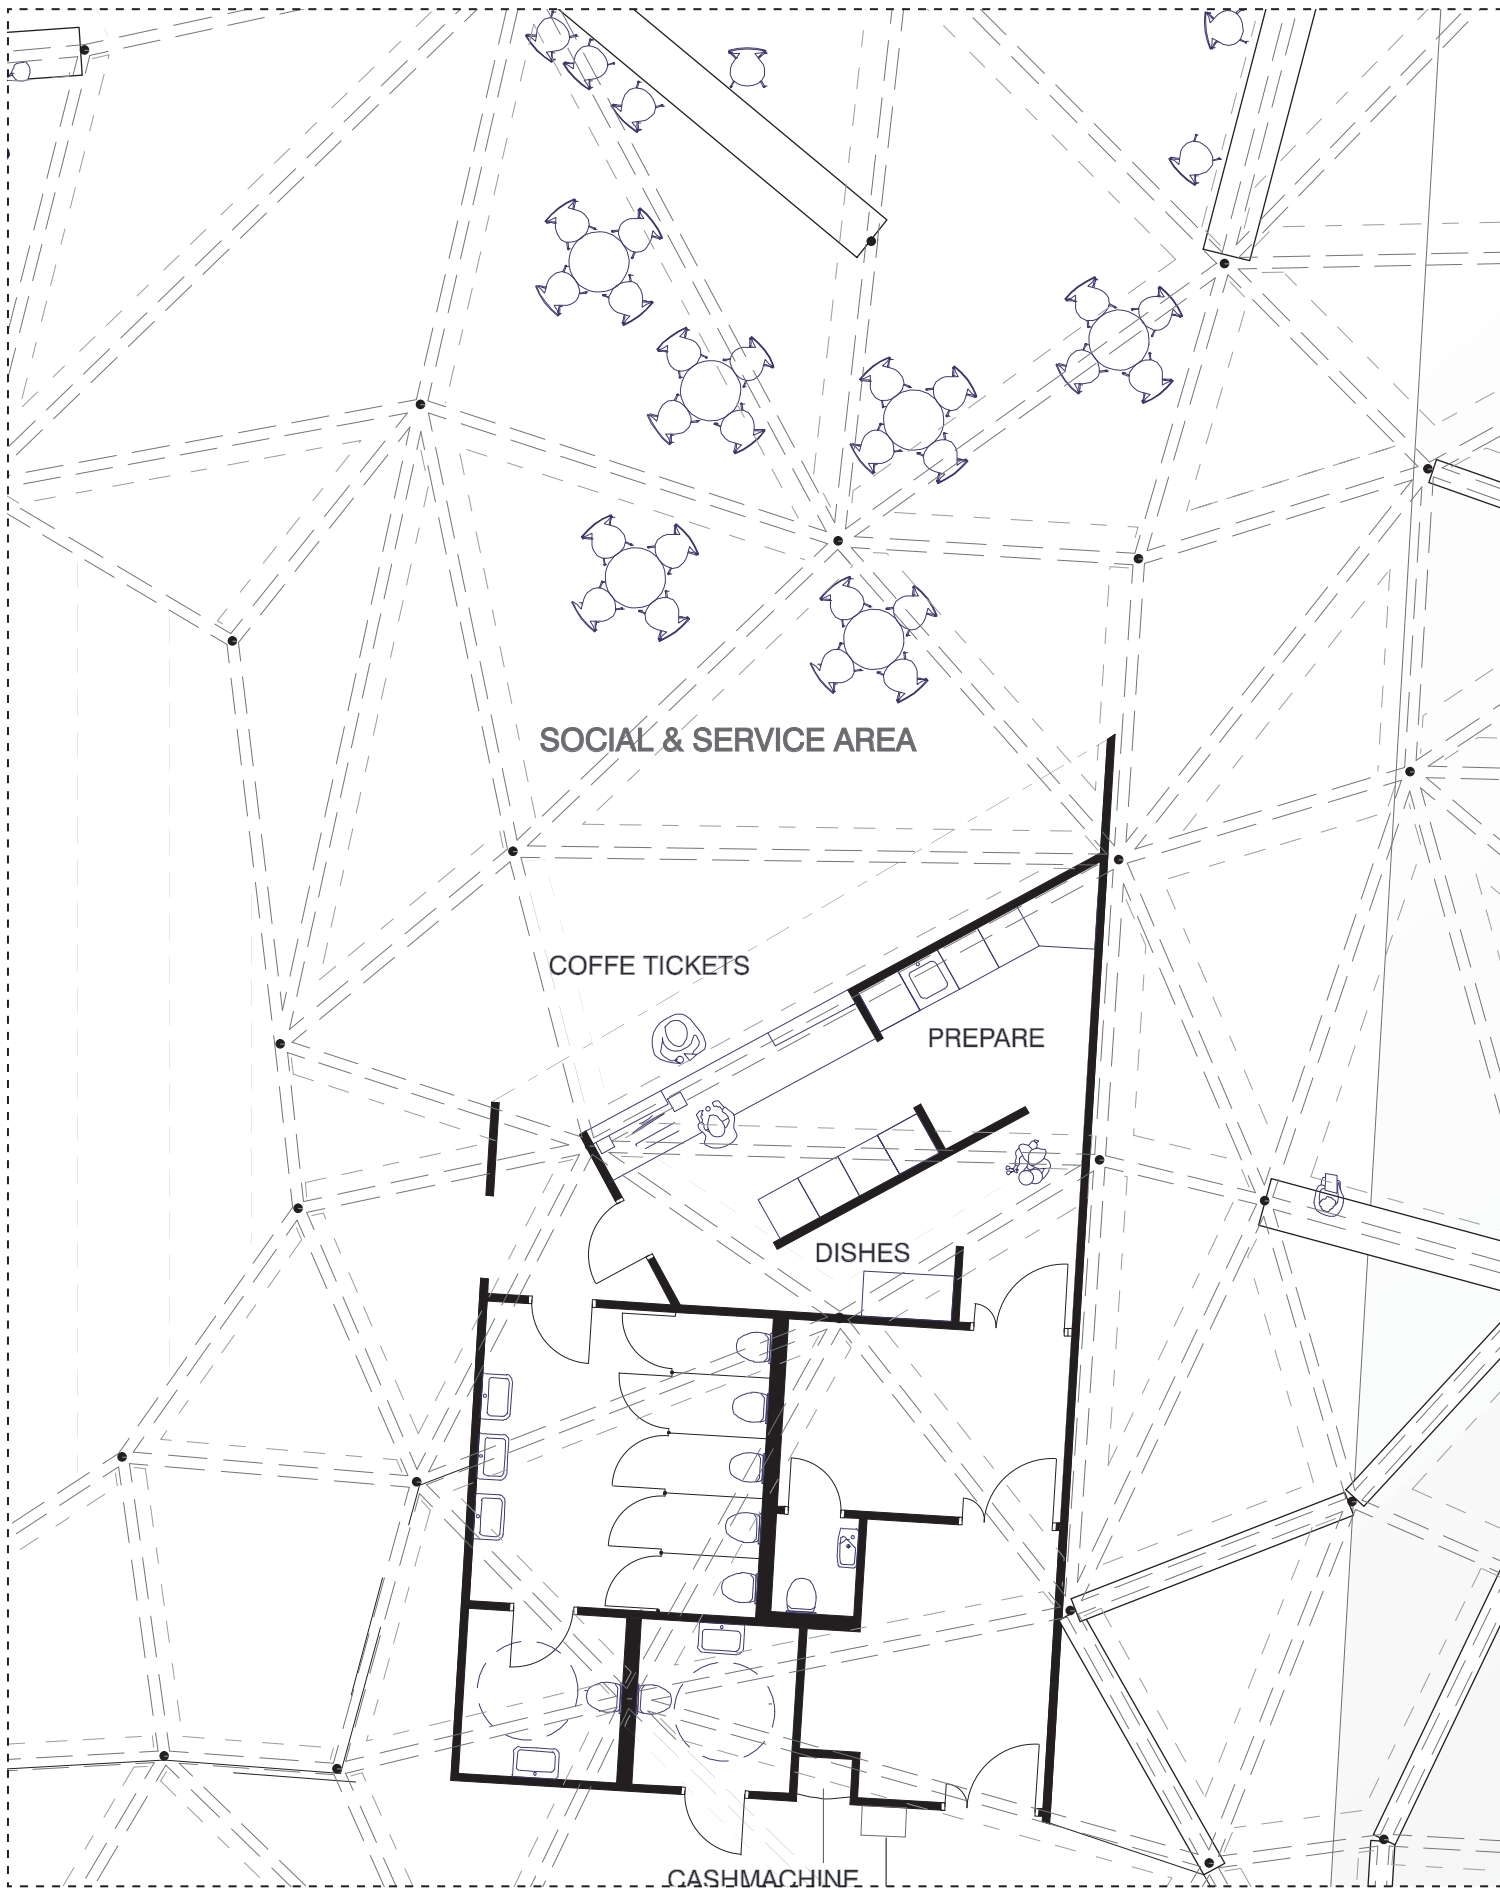 SOCIAL & SERVICE AREA
COFFE TICKETS
PREPARE
DISHES
CASHMACHINE